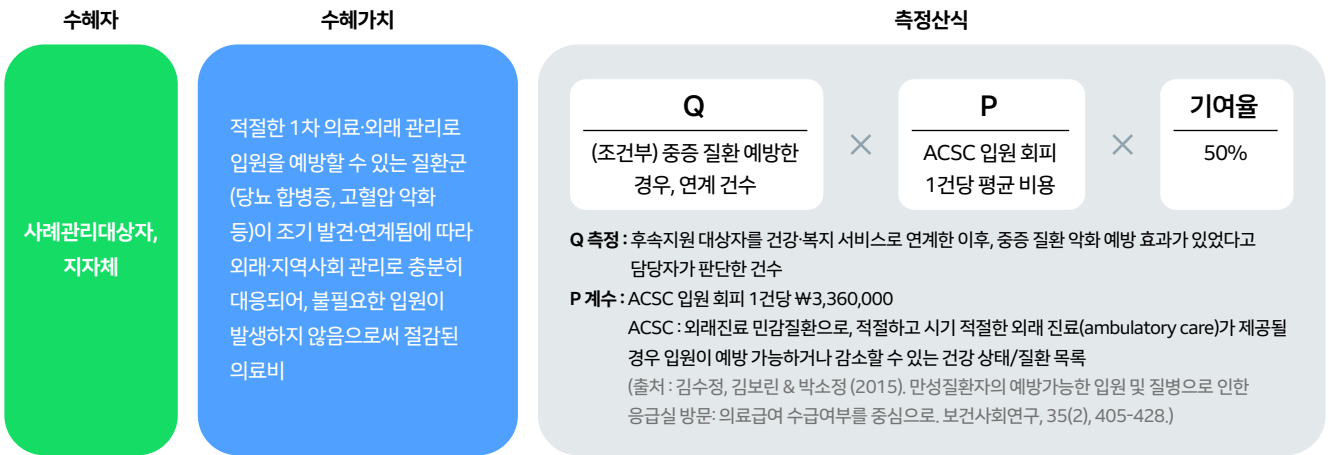 수혜자
수혜가치
측정산식
사례관리대상자,
지자체
적절한 1차 의료·외래 관리로
입원을 예방할 수 있는 질환군
(당뇨 합병증, 고혈압 악화
등)이 조기 발견·연계됨에 따라
외래·지역사회 관리로 충분히
대응되어, 불필요한 입원이
발생하지 않음으로써 절감된
의료비
Q
(조건부) 중증 질환 예방한
경우, 연계 건수
×
P
ACSC 입원 회피
1건당 평균 비용
×
기여율
50%
Q 측정 : 후속지원 대상자를 건강·복지 서비스로 연계한 이후, 중증 질환 악화 예방 효과가 있었다고
담당자가 판단한 건수
P 계수 : ACSC 입원 회피 1건당 ₩3,360,000
ACSC : 외래진료 민감질환으로, 적절하고 시기 적절한 외래 진료(ambulatory care)가 제공될
경우 입원이 예방 가능하거나 감소할 수 있는 건강 상태/질환 목록
(출처 : 김수정, 김보린 & 박소정 (2015). 만성질환자의 예방가능한 입원 및 질병으로 인한
응급실 방문: 의료급여 수급여부를 중심으로. 보건사회연구, 35(2), 405-428.)